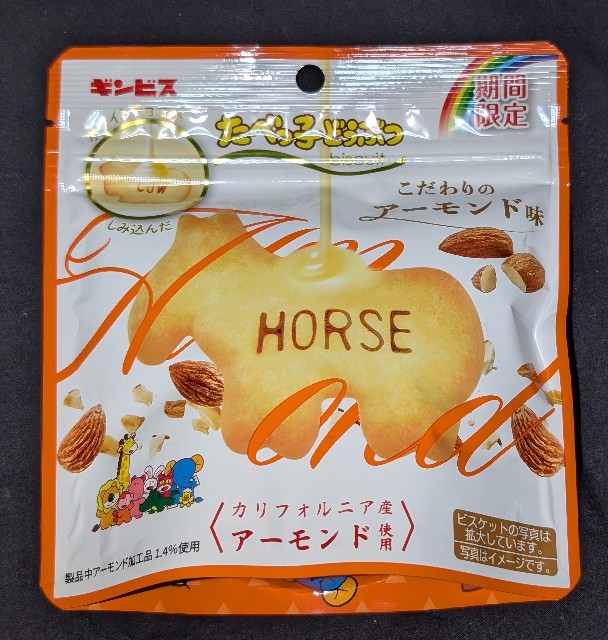 ギンビス
期間
限定
たべっ子どうぶつ
biscuit
COW
しみ込んだ
こだわりの
アーモンド味
Almond
HORSE
カリフォルニア産
アーモンド使用
製品中アーモンド加工品1.4%使用
ビスケットの写真は
拡大しています。
写真はイメージです。